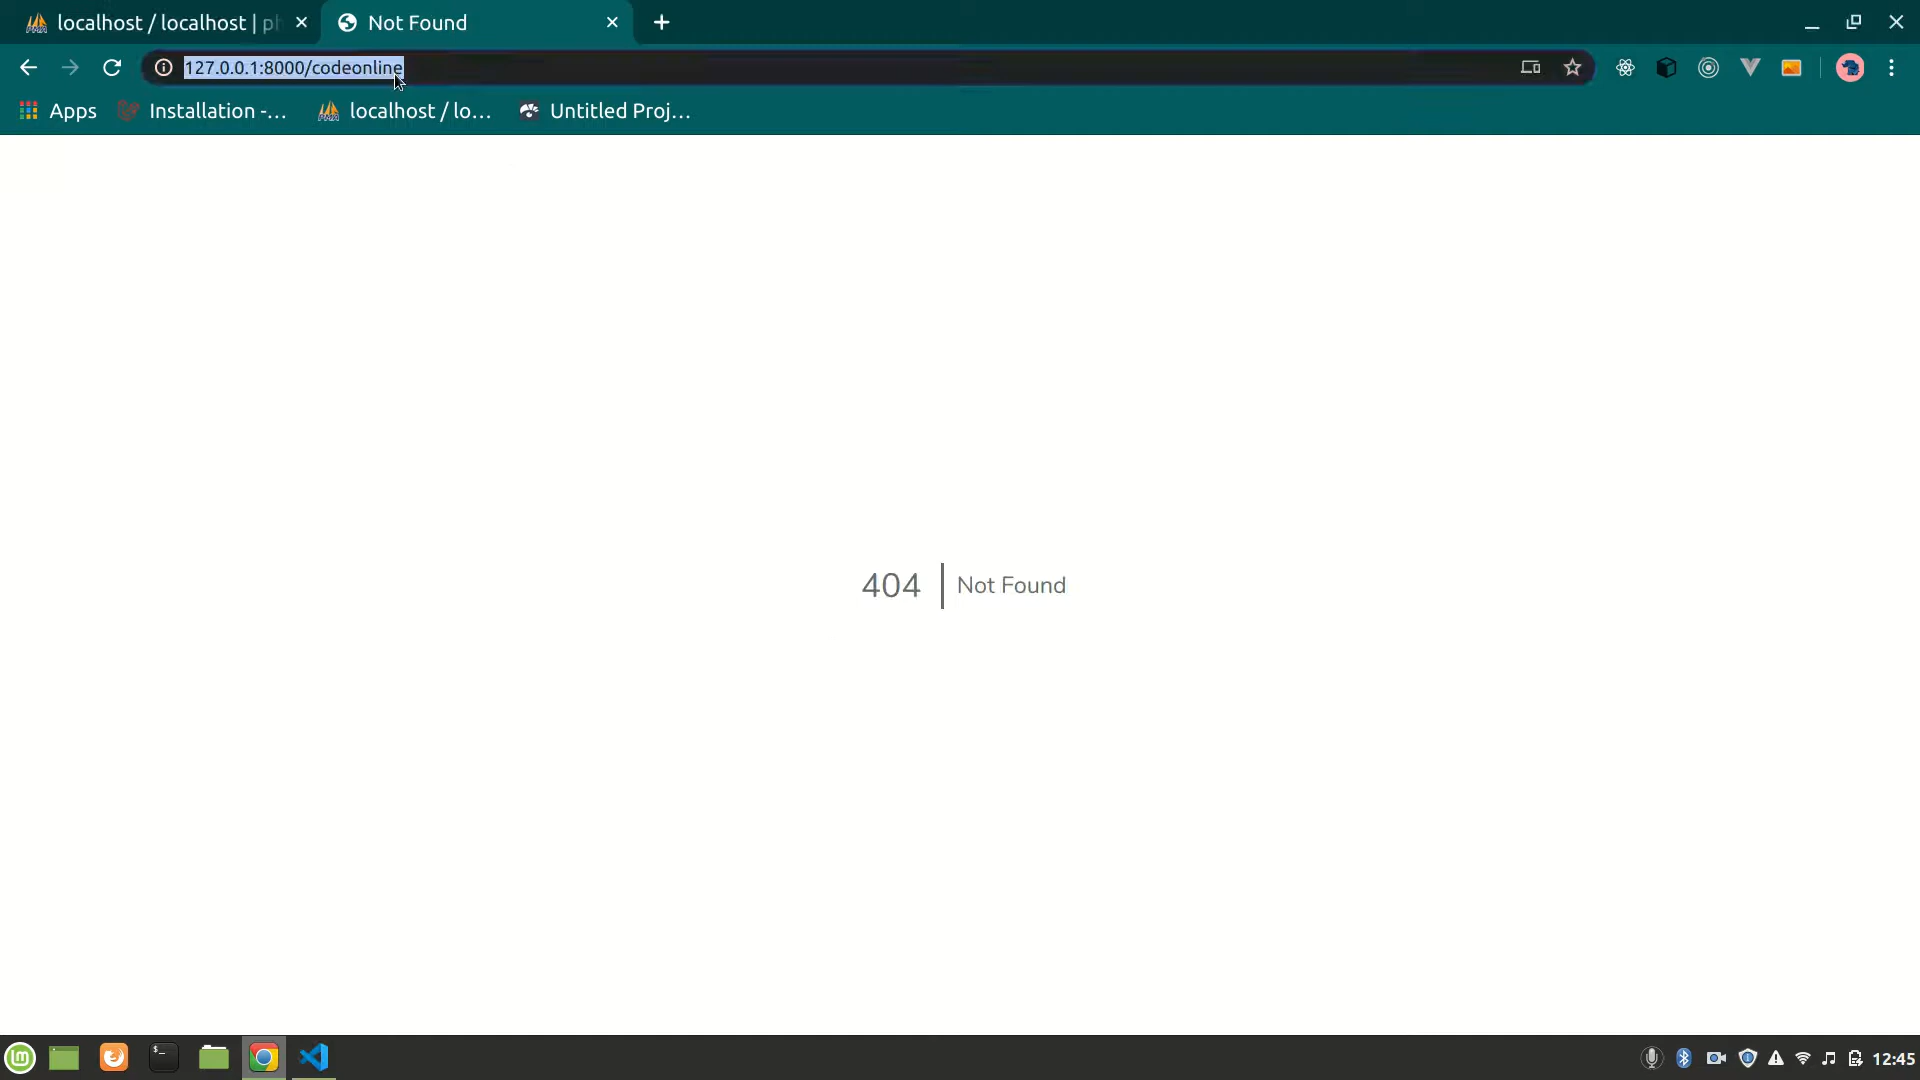 localhost / localhost | ph
Not Found
127.0.0.1:8000/codeonline
Apps
Installation -...
localhost / lo...
Untitled Proj...
404
Not Found
12:45